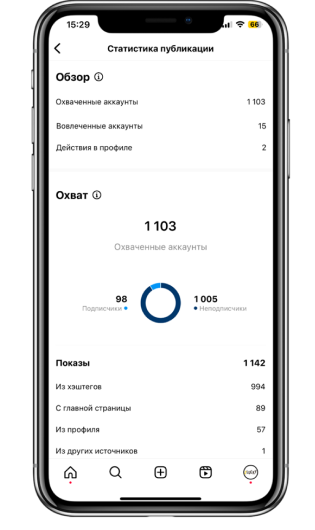 15:29
66
Статистика публикации
Обзор
Охваченные аккаунты 1 103
Вовлеченные аккаунты 15
Действия в профиле 2
Охват
1 103
Охваченные аккаунты
98 1 005
Подписчики Неподписчики
Показы 1 142
Из хэштегов 994
С главной страницы 89
Из профиля 57
Из других источников 1